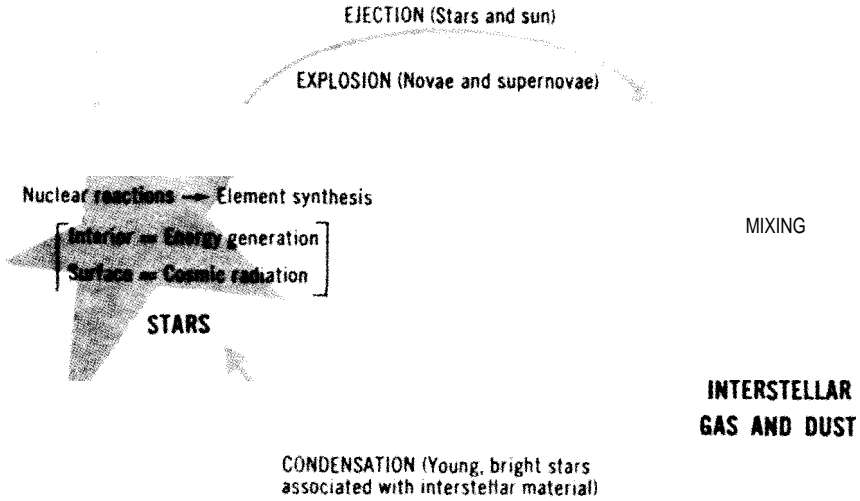 EJECTION (Stars and sun)
EXPLOSION (Novae and supernovae)
Nuclear reactions → Element synthesis
Interior = Energy generation
Surface = Cosmic radiation
STARS
MIXING
INTERSTELLAR
GAS AND DUST
CONDENSATION (Young, bright stars
associated with interstellar material)